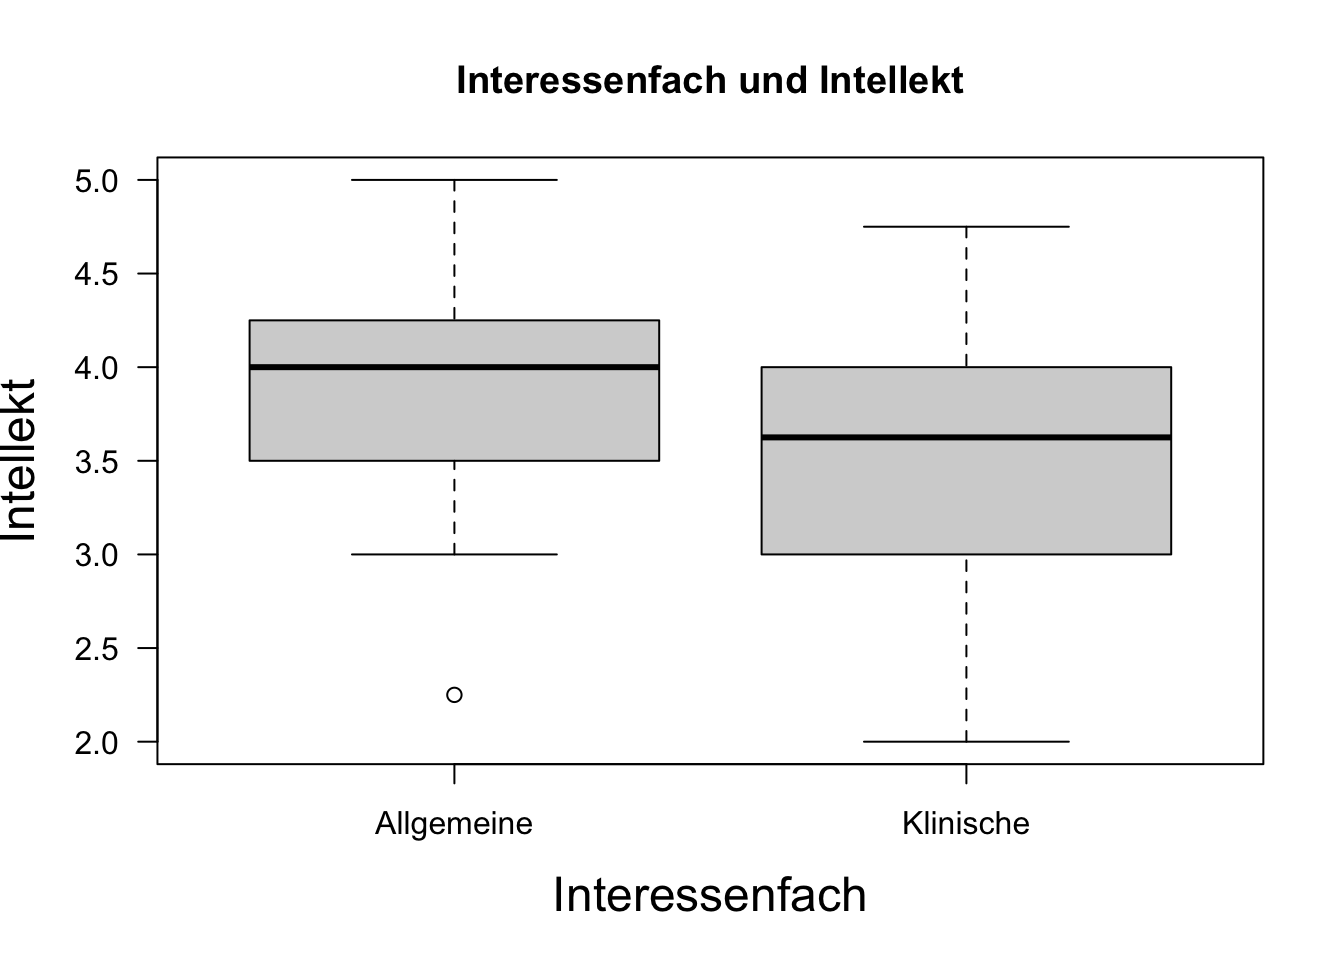 Interessenfach und Intellekt
Intellekt
5.0
4.5
4.0
3.5
3.0
2.5
2.0
Allgemeine
Klinische
Interessenfach